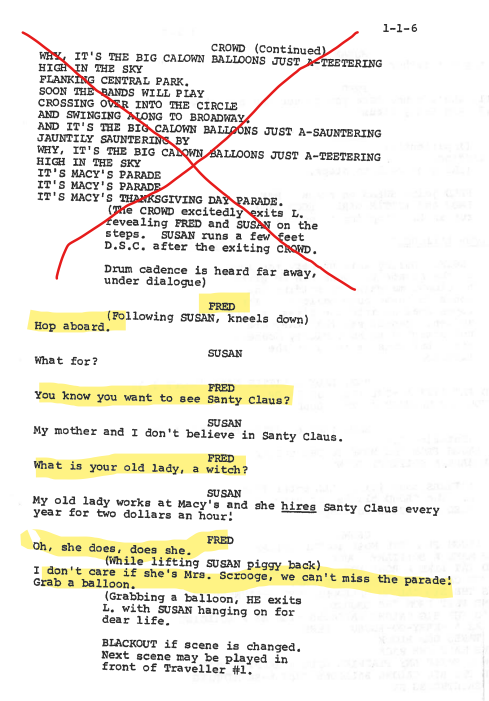 1-1-6
CROWD (Continued)
WHY, IT'S THE BIG CALOWN BALLOONS JUST A-TEETERING
HIGH IN THE SKY
FLANKING CENTRAL PARK.
SOON THE BANDS WILL PLAY
CROSSING OVER INTO THE CIRCLE
AND SWINGING ALONG TO BROADWAY.
AND IT'S THE BIG CALOWN BALLOONS JUST A-SAUNTERING
JAUNTILY SAUNTERING BY
WHY, IT'S THE BIG CALOWN BALLOONS JUST A-TEETERING
HIGH IN THE SKY
IT'S MACY'S PARADE
IT'S MACY'S PARADE
IT'S MACY'S THANKSGIVING DAY PARADE.
(The CROWD excitedly exits L.
revealing FRED and SUSAN on the
steps. SUSAN runs a few feet
D.S.C. after the exiting CROWD.
Drum cadence is heard far away,
under dialogue)
FRED
(Following SUSAN, kneels down)
Hop aboard.
SUSAN
What for?
FRED
You know you want to see Santy Claus?
SUSAN
My mother and I don't believe in Santy Claus.
FRED
What is your old lady, a witch?
SUSAN
My old lady works at Macy's and she hires Santy Claus every
year for two dollars an hour!
FRED
Oh, she does, does she.
(While lifting SUSAN piggy back)
I don't care if she's Mrs. Scrooge, we can't miss the parade!
Grab a balloon.
(Grabbing a balloon, HE exits
L. with SUSAN hanging on for
dear life.
BLACKOUT if scene is changed.
Next scene may be played in
front of Traveller #1.